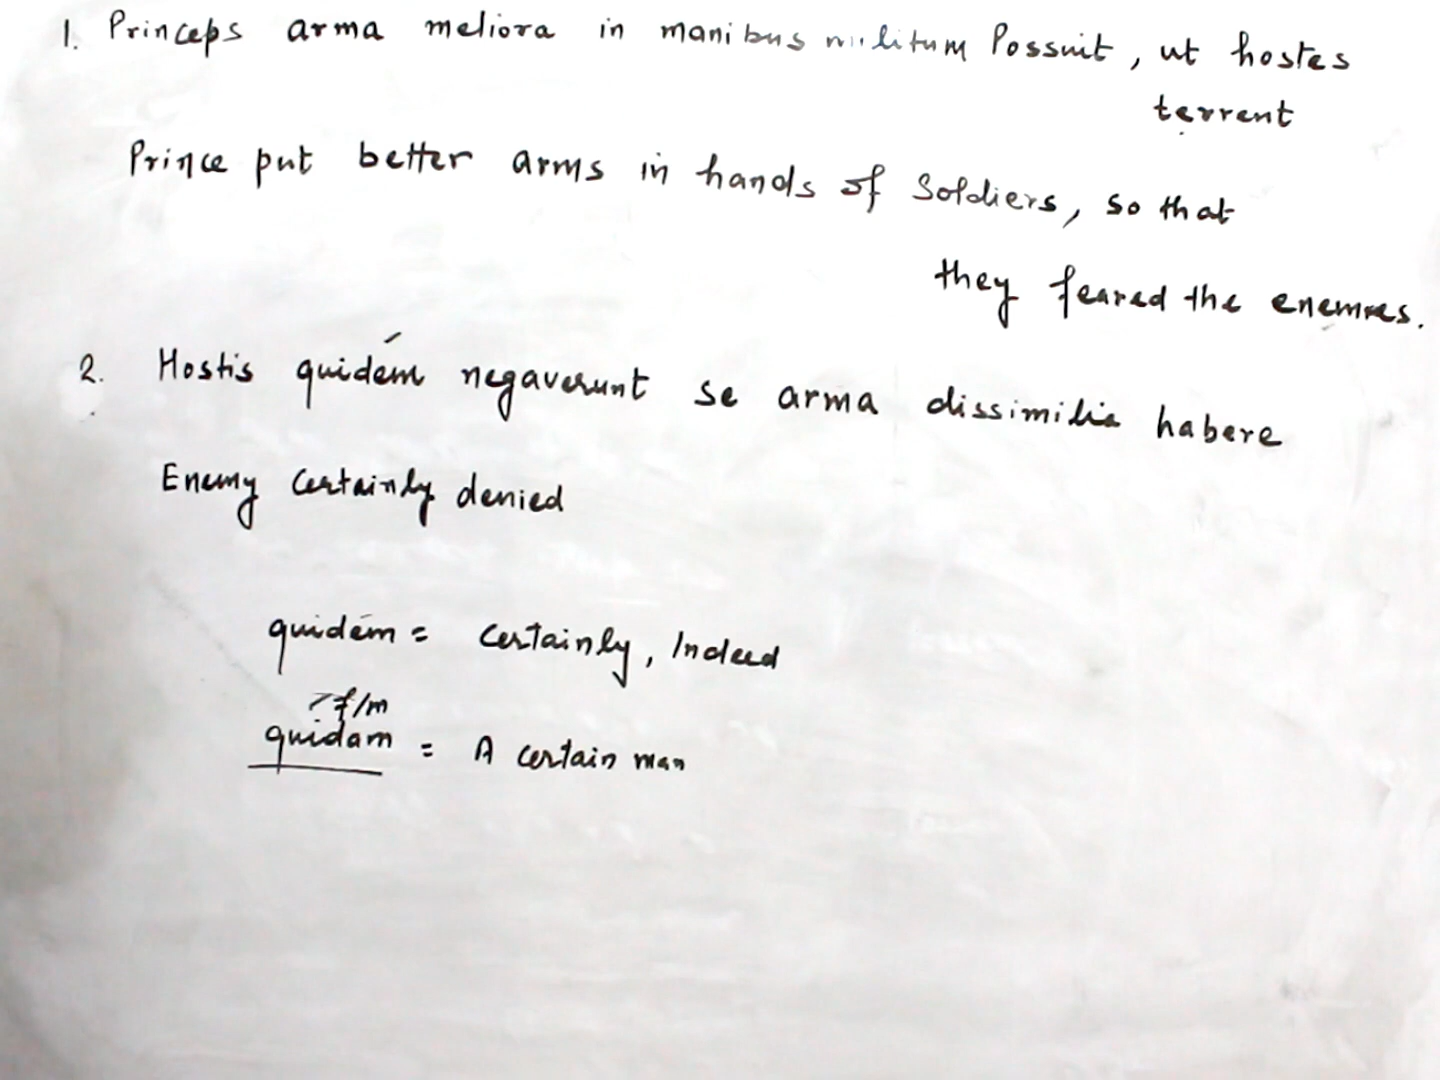 1. Princeps arma meliora in manibus militum Possuit, ut hostes
terrent
Prince put better arms in hands of Soldiers, so that
they feared the enemies.
2. Hostis quidém negaverunt se arma dissimilia habere
Enemy Certainly denied
quidem = Certainly, Indeed
f/m
quidam = A certain man